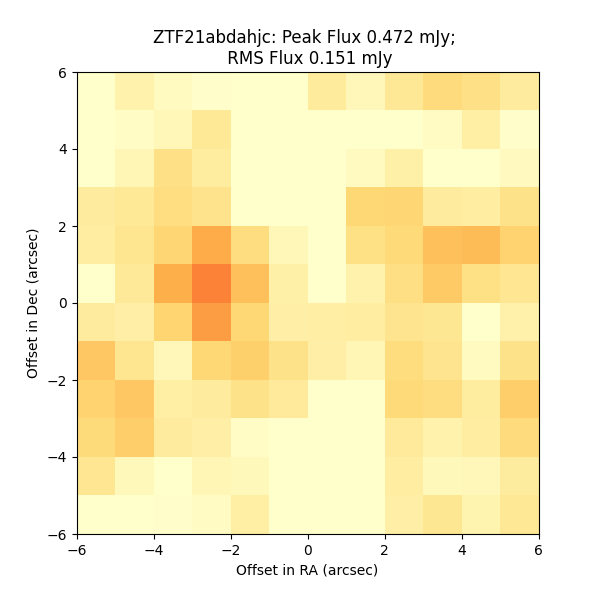 ZTF21abdahjc: Peak Flux 0.472 mJy;
RMS Flux 0.151 mJy
6
4
2
0
−2
−4
−6
Offset in Dec (arcsec)
−6 −4 −2 0 2 4 6
Offset in RA (arcsec)